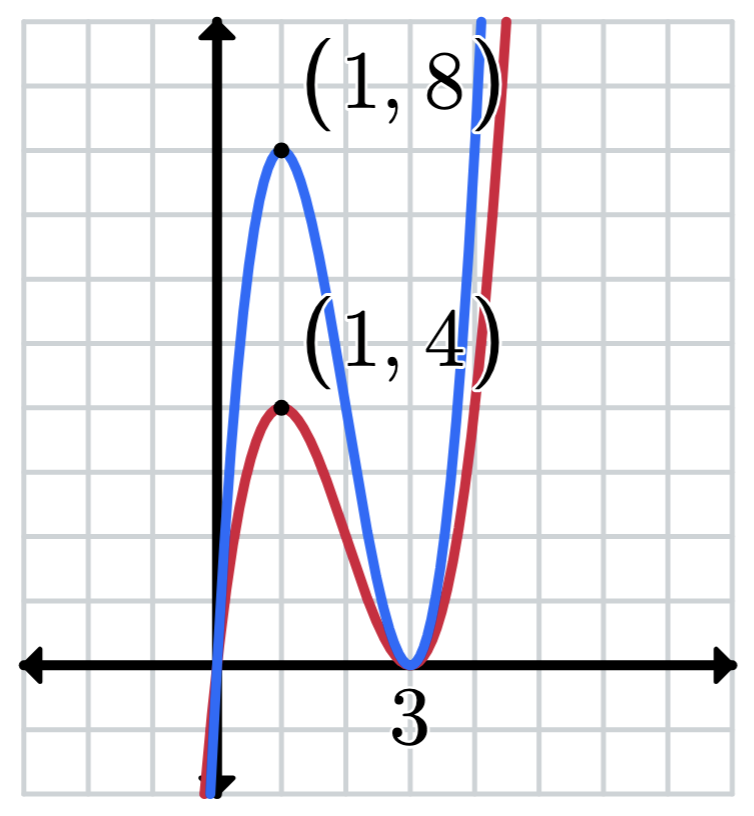 (1, 8)
(1, 4)
3